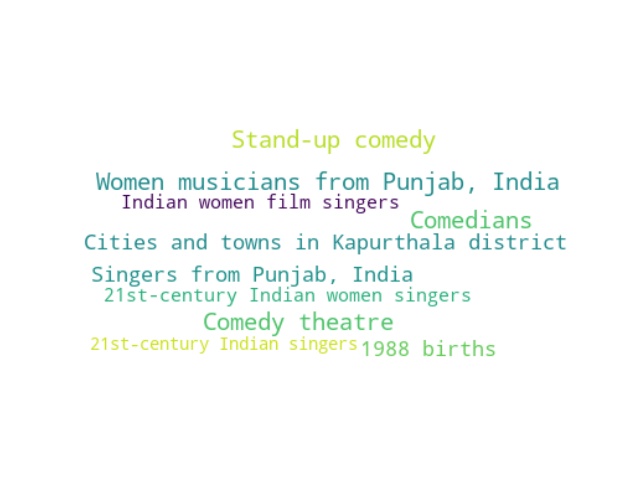 Stand-up comedy
Women musicians from Punjab, India
Indian women film singers
Comedians
Cities and towns in Kapurthala district
Singers from Punjab, India
21st-century Indian women singers
Comedy theatre
21st-century Indian singers
1988 births